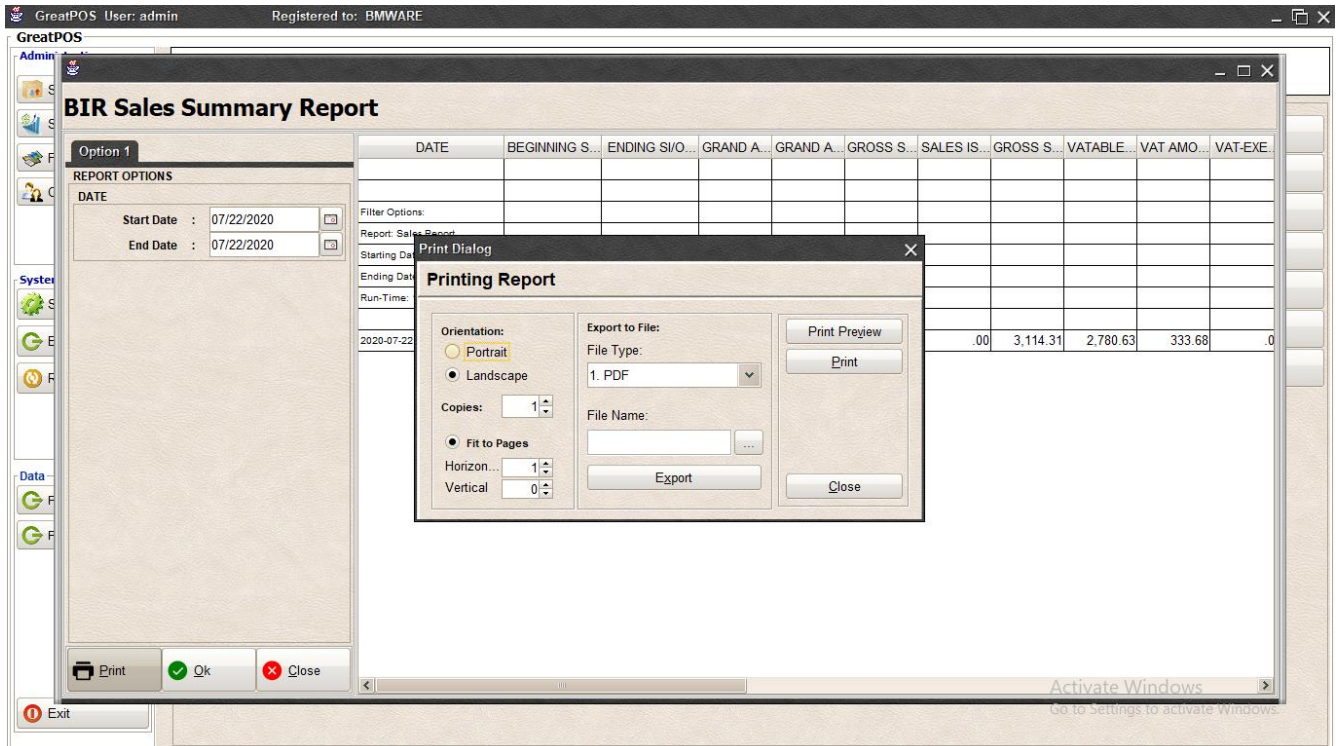 GreatPOS User: admin Registered to: BMWARE
GreatPOS
BIR Sales Summary Report
Option 1
REPORT OPTIONS
DATE
Start Date : 07/22/2020
End Date : 07/22/2020
DATE BEGINNING S... ENDING SI/O... GRAND A... GRAND A... GROSS S... SALES IS... GROSS S... VATABLE... VAT AMO... VAT-EXE
Filter Options:
Report: Sales Report
Starting Dat
Ending Date
Run-Time:
2020-07-22 .00 3,114.31 2,780.63 333.68 .0
Print Dialog
Printing Report
Orientation:
Portrait
Landscape
Copies: 1
Fit to Pages
Horizon... 1
Vertical 0
Export to File:
File Type:
1. PDF
File Name:
...
Export
Print Preview
Print
Close
Admin
System
Data
Print Ok Close
Exit
Activate Windows
Go to Settings to activate Windows.